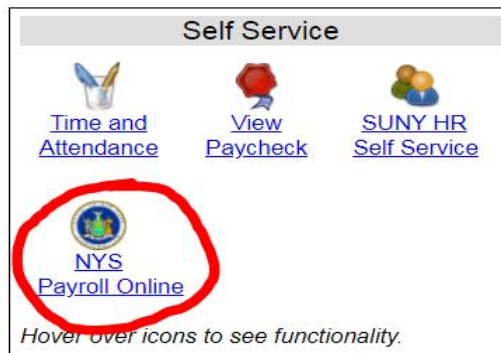 Self Service
Time and
Attendance
View
Paycheck
SUNY HR
Self Service
NYS
Payroll Online
Hover over icons to see functionality.